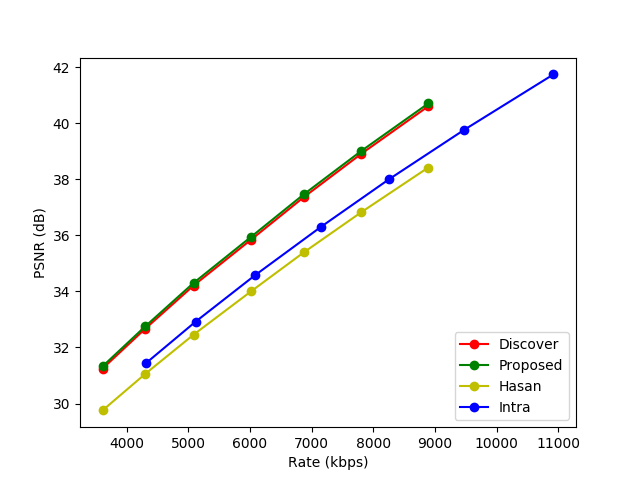 42
40
38
36
34
32
30
PSNR (dB)
Discover
Proposed
Hasan
Intra
4000 5000 6000 7000 8000 9000 10000 11000
Rate (kbps)